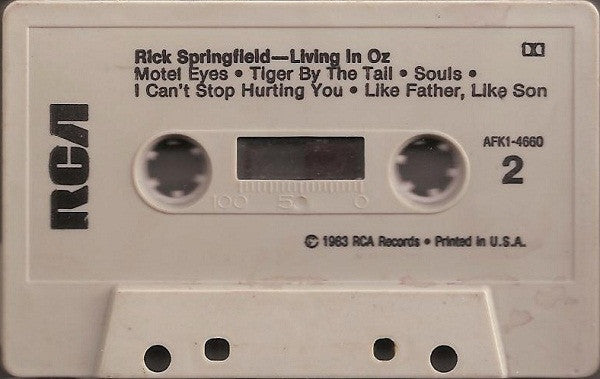 Rick Springfield—Living In Oz
Motel Eyes • Tiger By The Tail • Souls •
I Can't Stop Hurting You • Like Father, Like Son
RCA
AFK1-4660
2
100 50 0
© 1983 RCA Records • Printed in U.S.A.